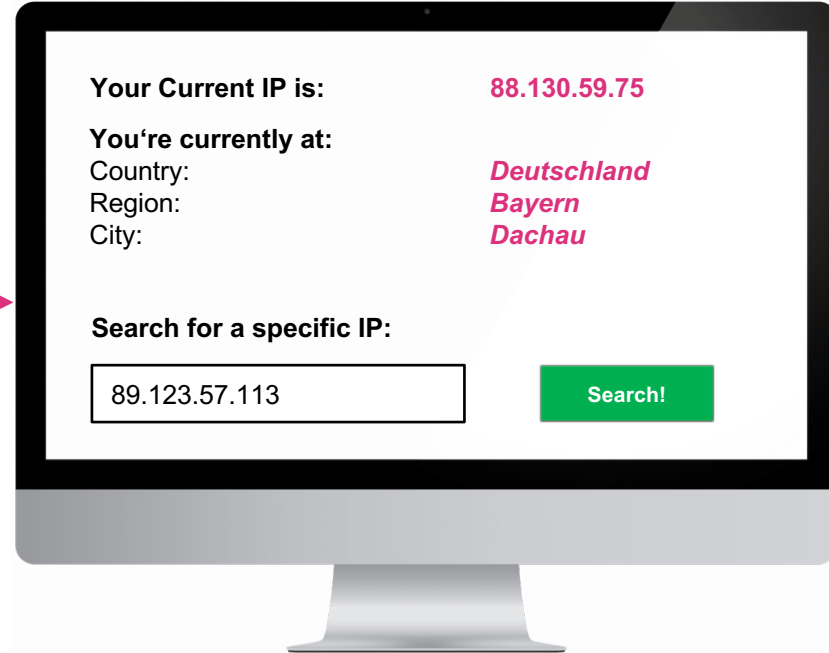 Your Current IP is: 88.130.59.75
You‘re currently at:
Country: Deutschland
Region: Bayern
City: Dachau
Search for a specific IP:
89.123.57.113 Search!